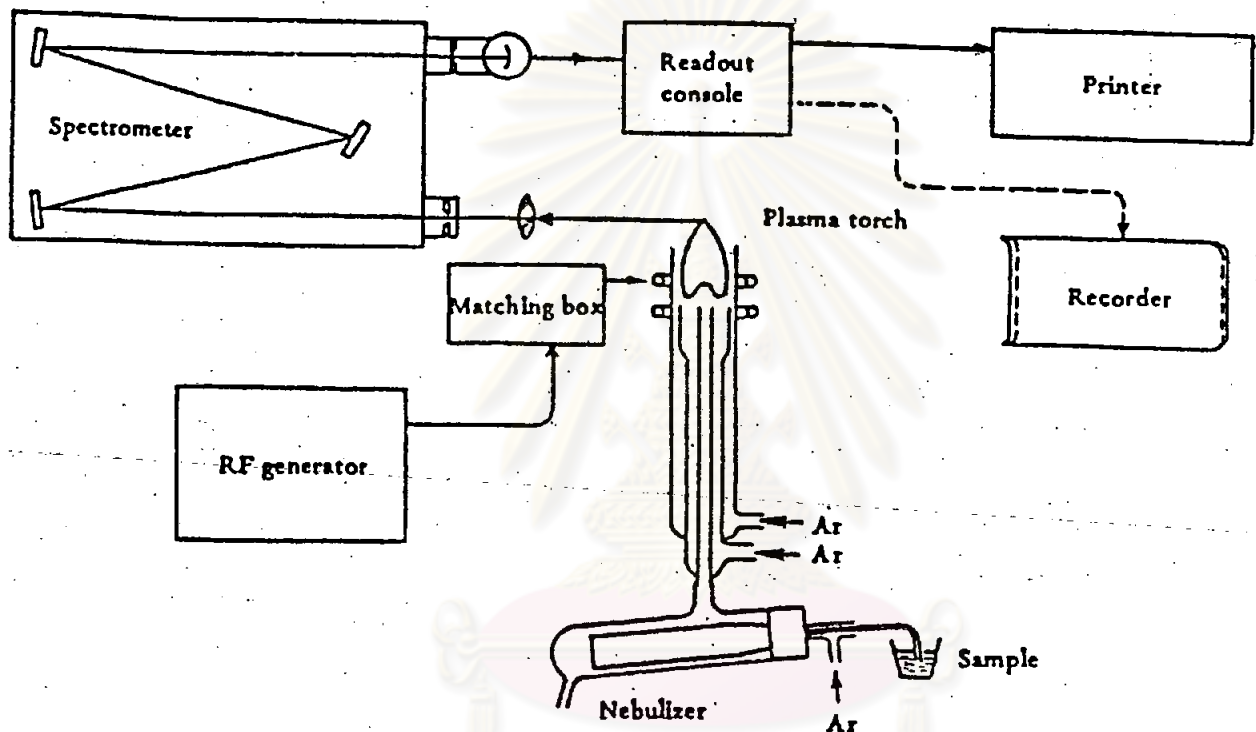 Spectrometer
Readout
console
Printer
Plasma torch
Matching box
Recorder
RF generator
Ar
Ar
Sample
Nebulizer
Ar